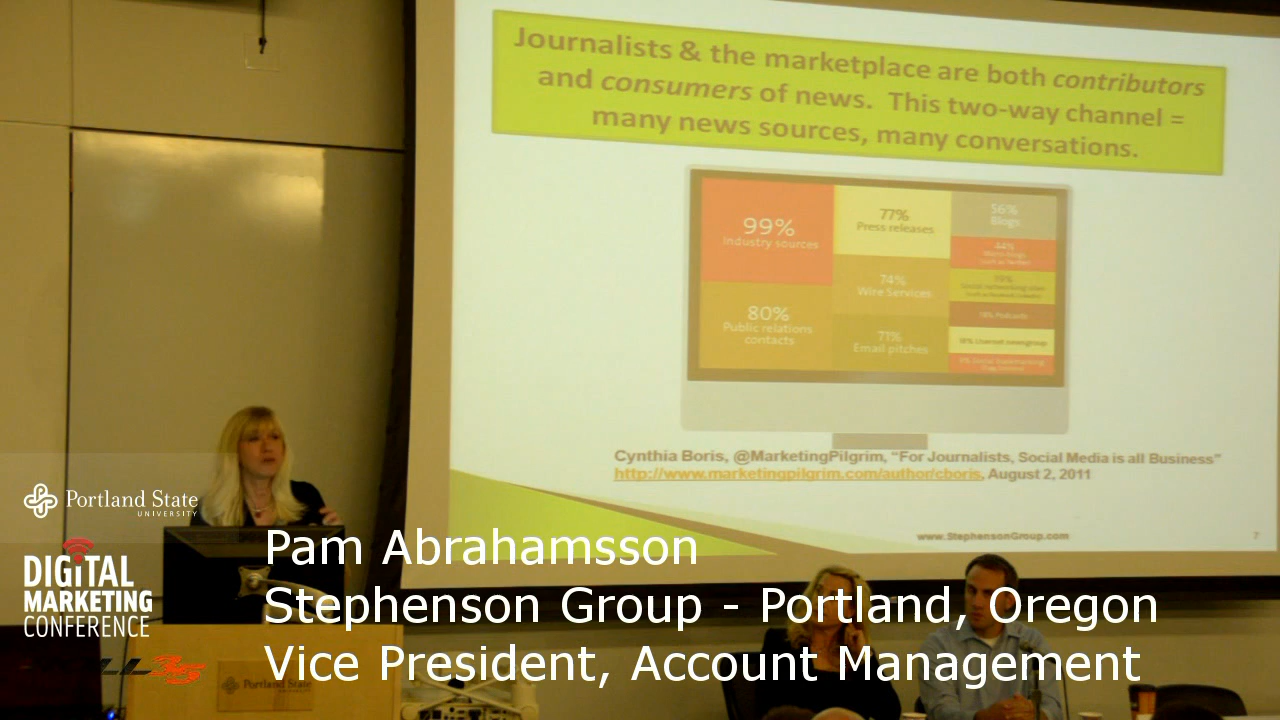 Journalists & the marketplace are both contributors
and consumers of news. This two-way channel =
many news sources, many conversations.
99%
Industry sources
80%
Public relations
contacts
77%
Press releases
74%
Wire Services
71%
Email pitches
56%
Blogs
44%
Cynthia Boris, @MarketingPilgrim, “For Journalists, Social Media is all Business”
http://www.marketingpilgrim.com/author/cboris, August 2, 2011
www.StephensonGroup.com
7
Portland State
UNIVERSITY
DIGITAL
MARKETING
CONFERENCE
Portland State
Pam Abrahamsson
Stephenson Group - Portland, Oregon
Vice President, Account Management